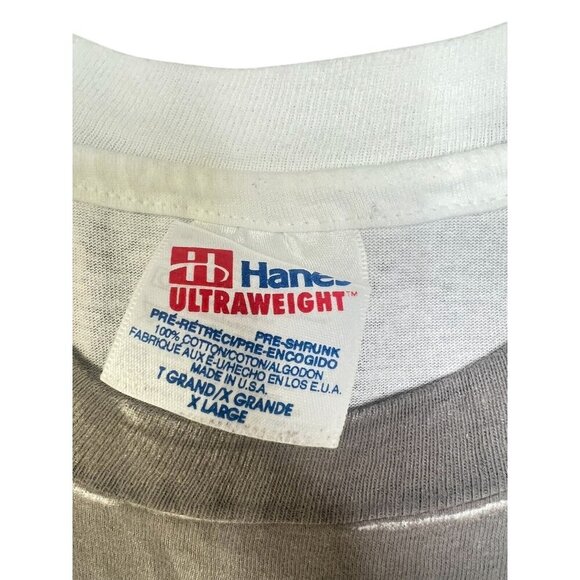 Hanes
ULTRAWEIGHT™
PRE-SHRUNK
PRÉ-RÉTRÉCI/PRE-ENCOGIDO
100% COTTON/COTON/ALGODON
FABRIQUÉ AUX É-U/HECHO EN LOS E.U.A.
MADE IN U.S.A.
T GRAND/X GRANDE
X LARGE